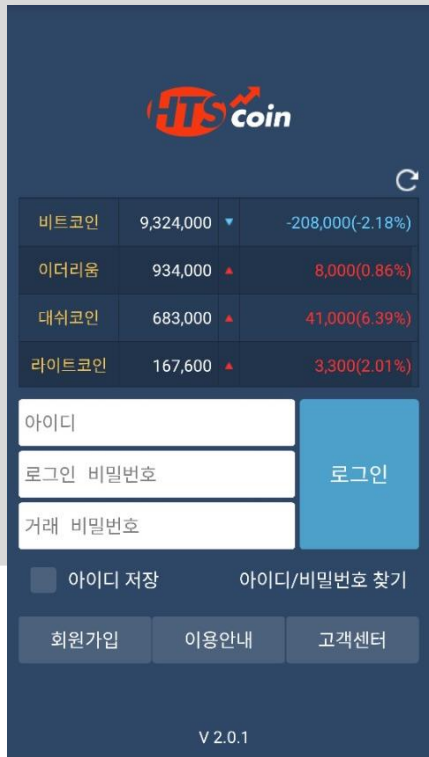 HTS coin
비트코인 9,324,000 ▼ -208,000(-2.18%)
이더리움 934,000 ▲ 8,000(0.86%)
대쉬코인 683,000 ▲ 41,000(6.39%)
라이트코인 167,600 ▲ 3,300(2.01%)
아이디
로그인 비밀번호
로그인
거래 비밀번호
아이디 저장 아이디/비밀번호 찾기
회원가입 이용안내 고객센터
V 2.0.1